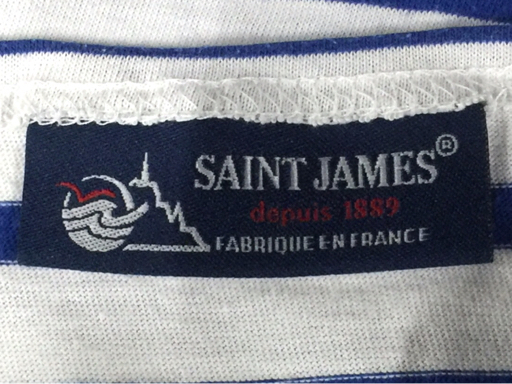 SAINT JAMES®
depuis 1889
FABRIQUE EN FRANCE